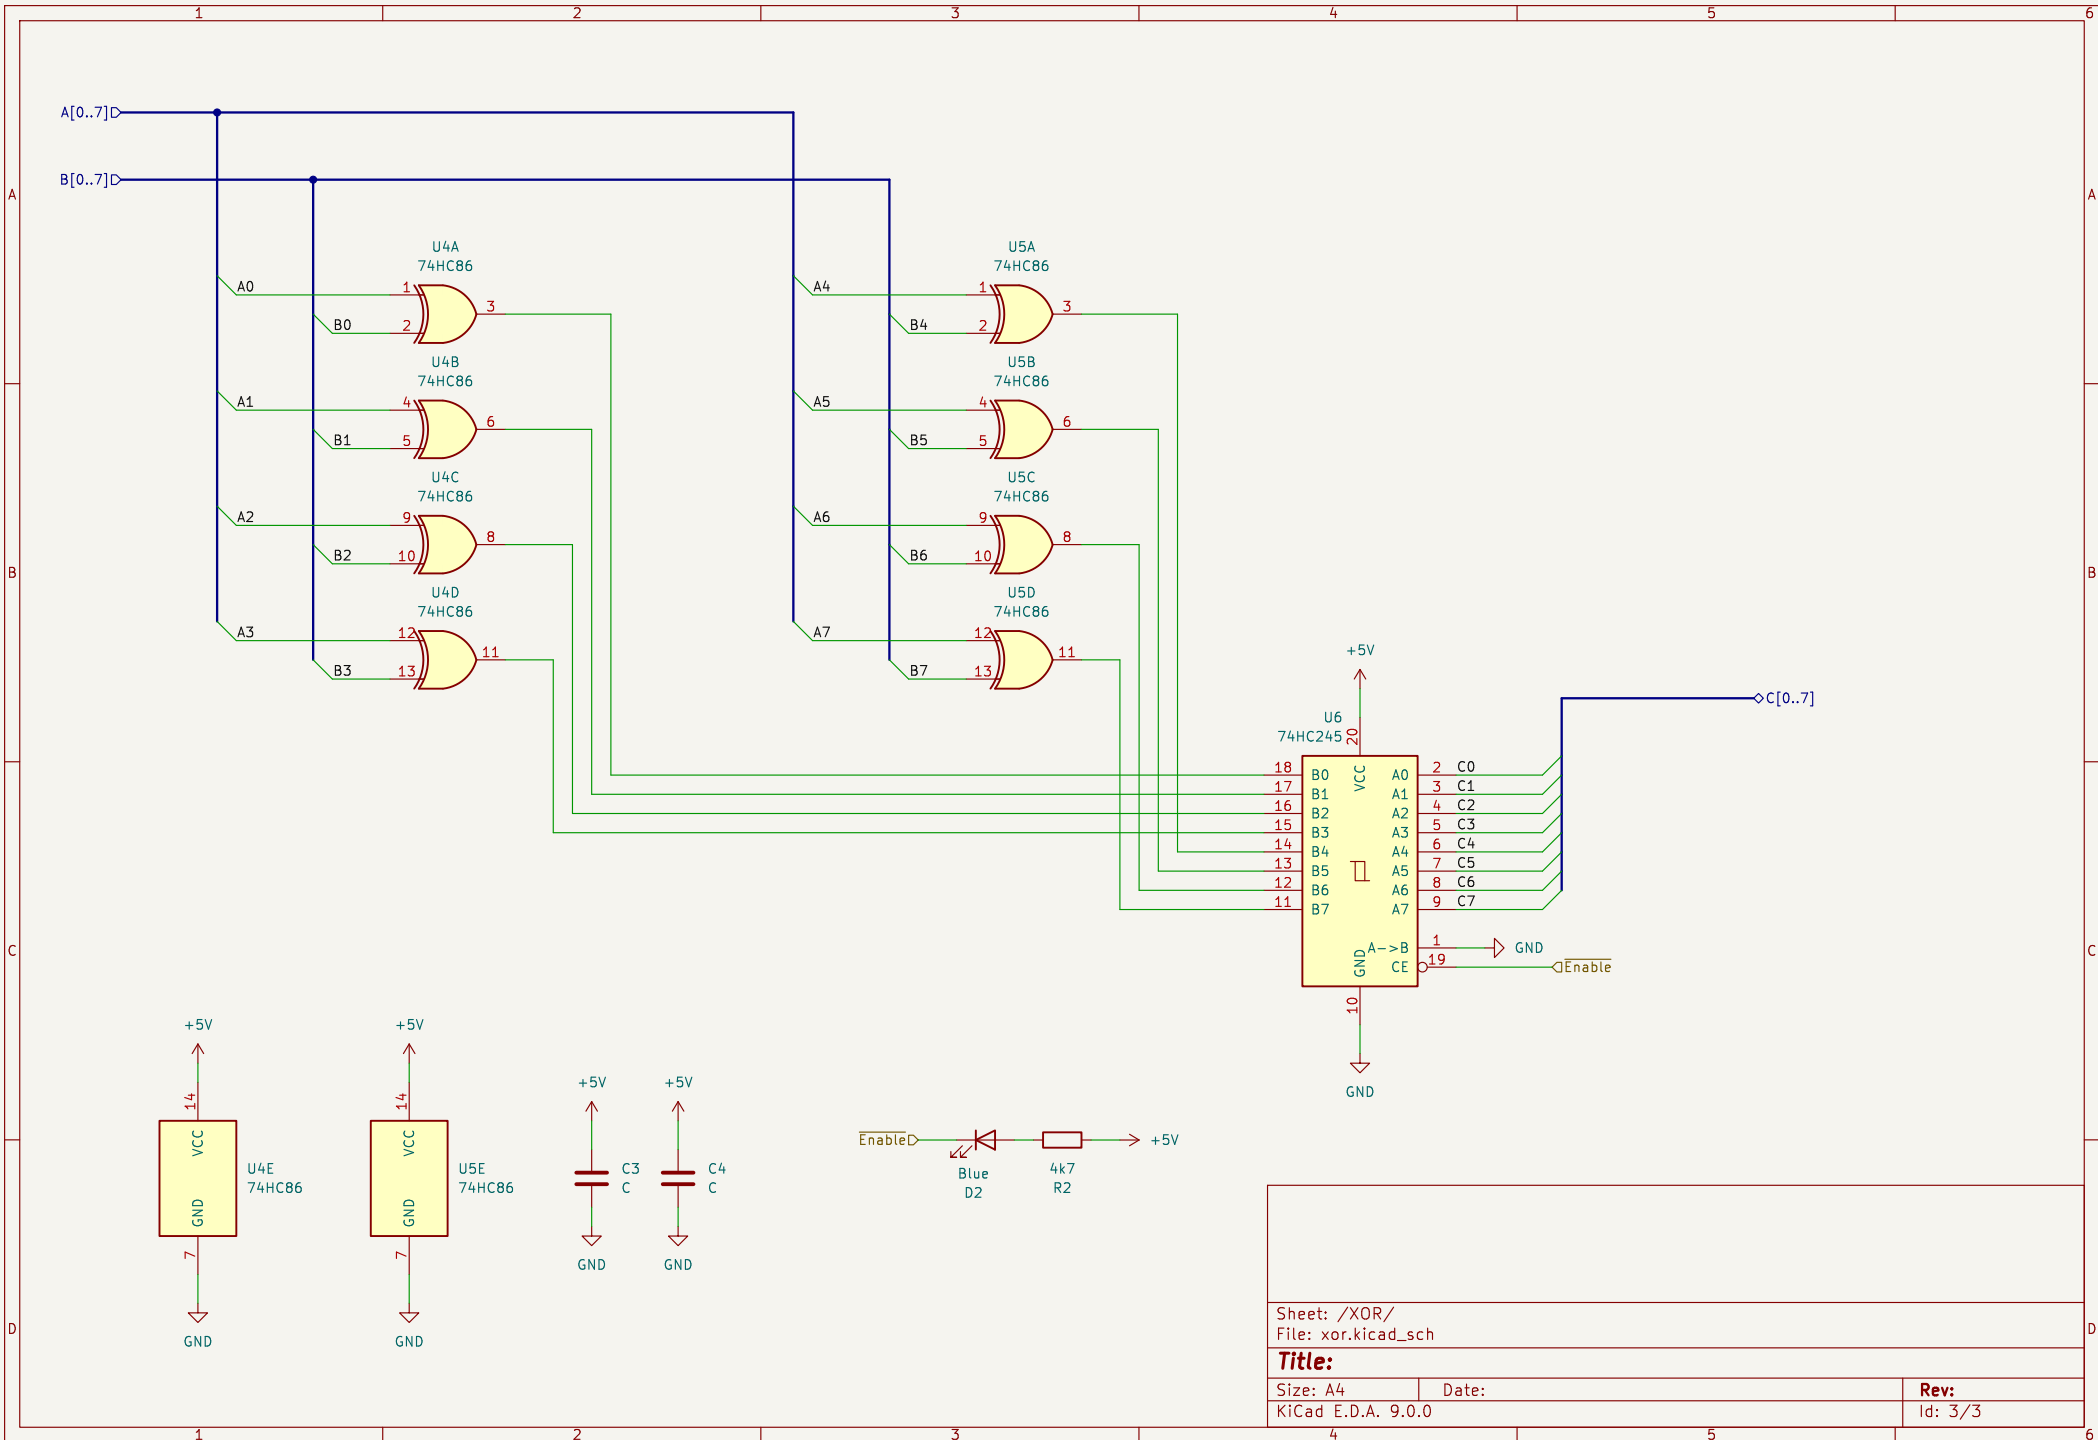 1 2 3 4 5 6
A[0..7]
B[0..7]
A A
U4A
74HC86
U5A
74HC86
A0 1 3
B0 2
A4 1 3
B4 2
U4B
74HC86
U5B
74HC86
A1 4 6
B1 5
A5 4 6
B5 5
U4C
74HC86
U5C
74HC86
A2 9 8
B2 10
A6 9 8
B6 10
B B
U4D
74HC86
U5D
74HC86
A3 12 11
B3 13
A7 12 11
B7 13
+5V
C[0..7]
U6
74HC245
20
VCC
18 B0 A0 2 C0
17 B1 A1 3 C1
16 B2 A2 4 C2
15 B3 A3 5 C3
14 B4 A4 6 C4
13 B5 A5 7 C5
12 B6 A6 8 C6
11 B7 A7 9 C7
A->B 1 GND
GND CE 19 Enable
10
GND
C C
+5V
14
VCC
GND
7
GND
U4E
74HC86
+5V
14
VCC
GND
7
GND
U5E
74HC86
+5V
C3
C
GND
+5V
C4
C
GND
Enable +5V
Blue
D2
4k7
R2
D D
Sheet: /XOR/
File: xor.kicad_sch
Title:
Size: A4 Date: Rev:
KiCad E.D.A. 9.0.0 Id: 3/3
1 2 3 4 5 6